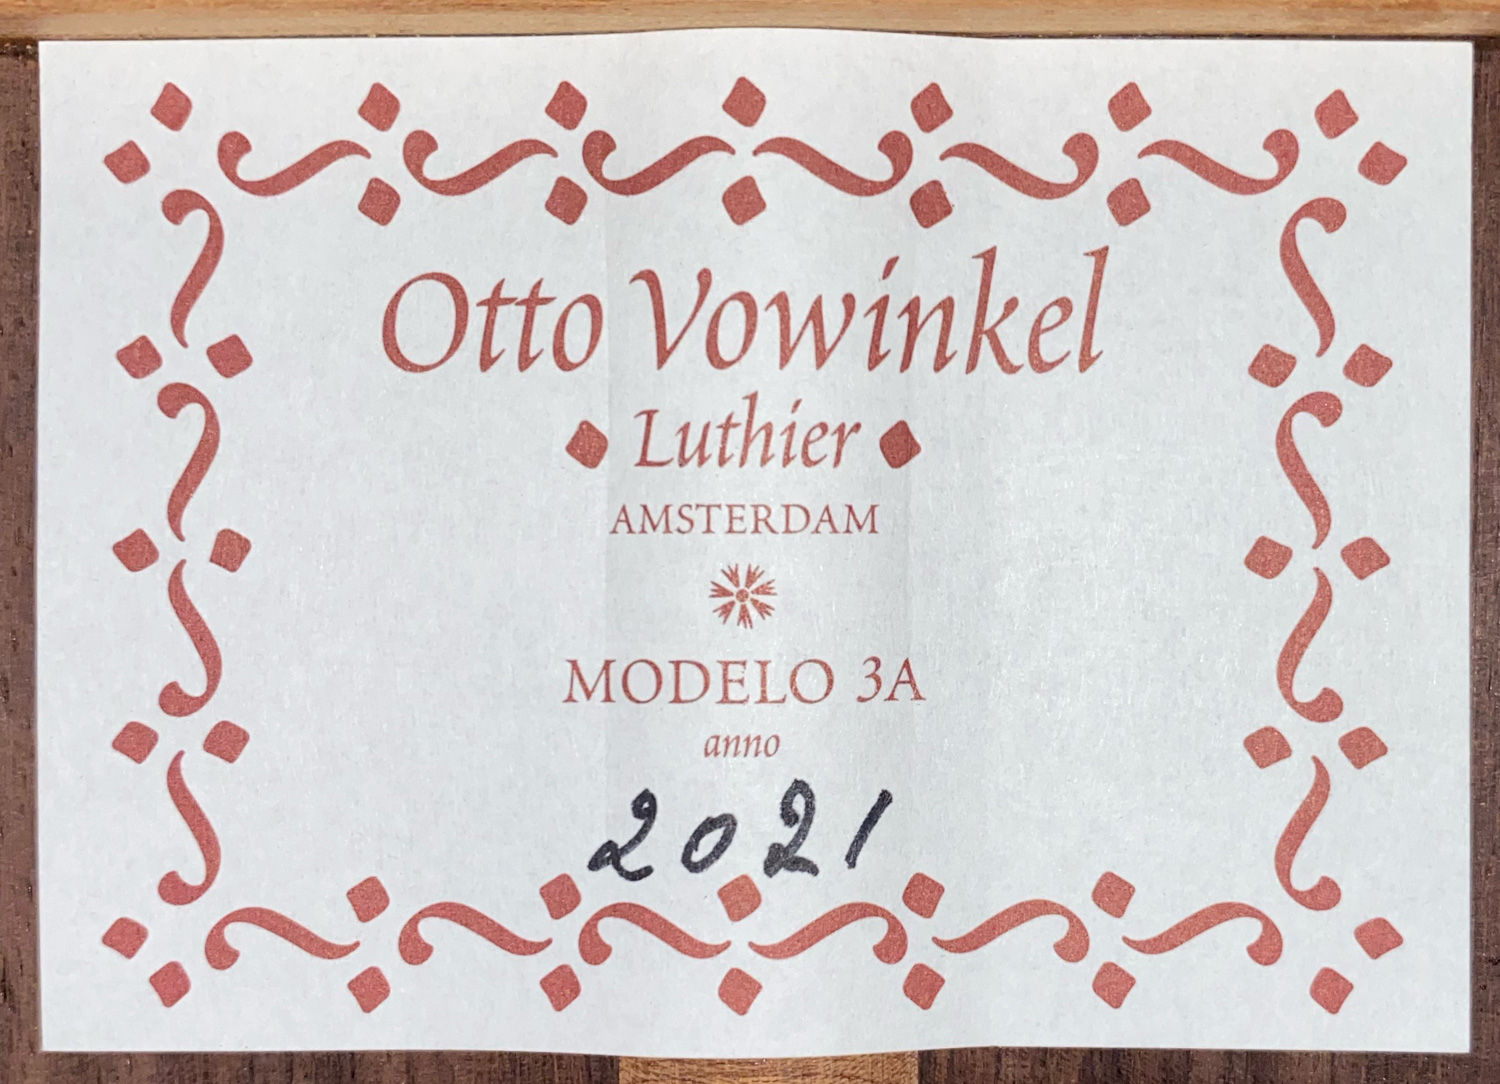 Otto Vowinkel
Luthier
AMSTERDAM
MODELO 3A
anno
2021